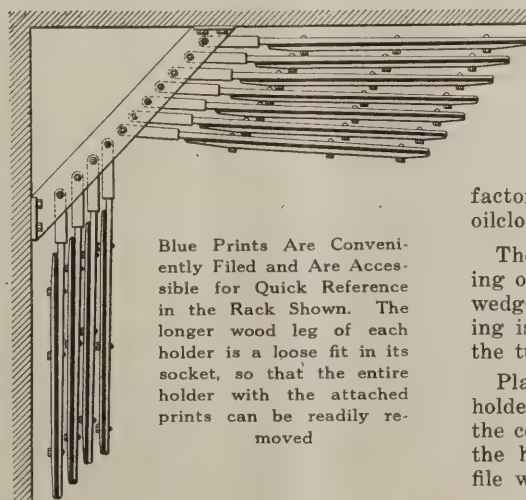 Blue Prints Are Conveni-
ently Filed and Are Acces-
sible for Quick Reference
in the Rack Shown. The
longer wood leg of each
holder is a loose fit in its
socket, so that the entire
holder with the attached
prints can be readily re-
moved
factor
oilclo
The
ing o
wedg
ing is
the t
Pla
holde
the c
the h
file w